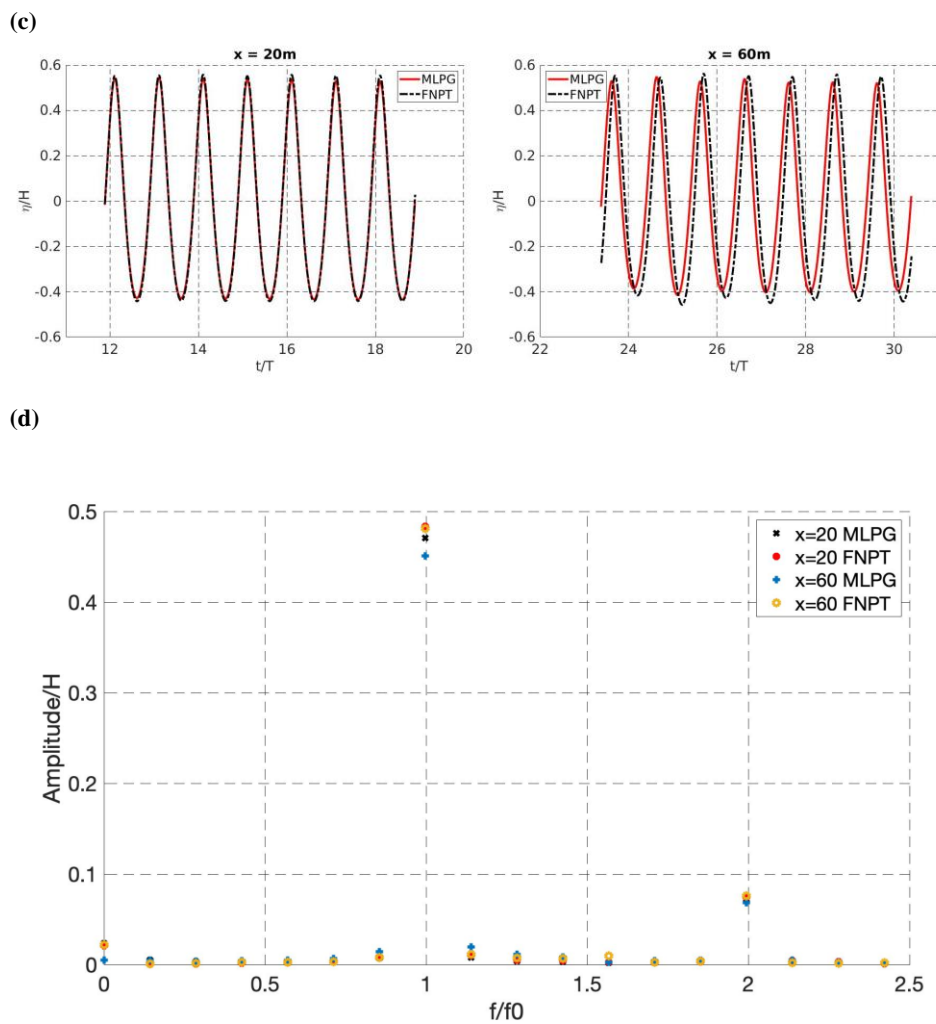 (c)
x = 20m
0.6
0.4
0.2
0
-0.2
-0.4
-0.6
η/H
12 14 16 18 20
t/T
MLPG
FNPT
x = 60m
0.6
0.4
0.2
0
-0.2
-0.4
-0.6
η/H
22 24 26 28 30
t/T
MLPG
FNPT
(d)
0.5
0.4
0.3
0.2
0.1
0
Amplitude/H
0 0.5 1 1.5 2 2.5
f/f0
x=20 MLPG
x=20 FNPT
x=60 MLPG
x=60 FNPT